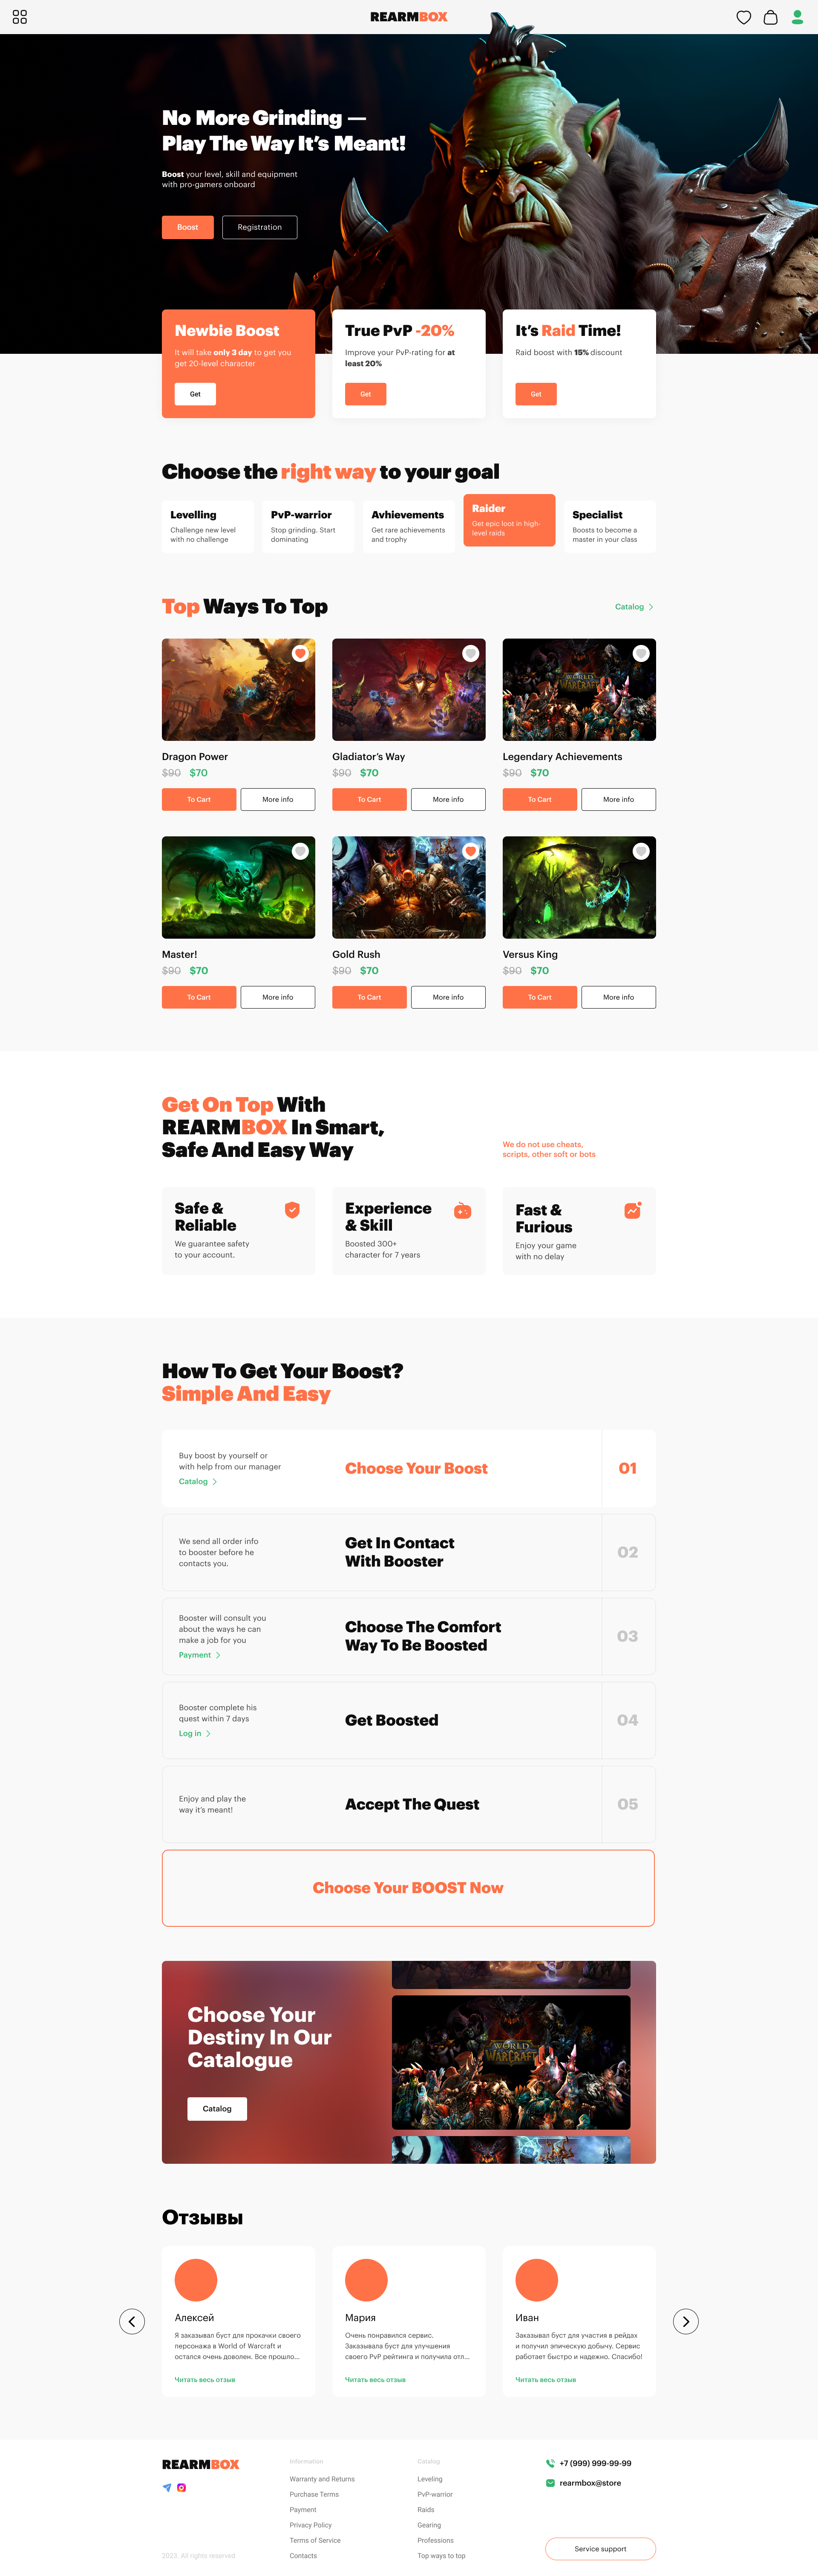 REARMBOX
No More Grinding —
Play The Way It's Meant!
Boost your level, skill and equipment
with pro-gamers onboard
Boost
Registration
Newbie Boost
It will take only 3 day to get you
get 20-level character
Get
True PvP -20%
Improve your PvP-rating for at
least 20%
Get
It's Raid Time!
Raid boost with 15% discount
Get
Choose the right way to your goal
Levelling
Challenge new level
with no challenge
PvP-warrior
Stop grinding. Start
dominating
Avhievements
Get rare achievements
and trophy
Raider
Get epic loot in high-
level raids
Specialist
Boosts to become a
master in your class
Top Ways To Top
Catalog
WORLD
WARCRAFT
Dragon Power
$90 $70
To Cart
More info
Gladiator's Way
$90 $70
To Cart
More info
Legendary Achievements
$90 $70
To Cart
More info
Master!
$90 $70
To Cart
More info
Gold Rush
$90 $70
To Cart
More info
Versus King
$90 $70
To Cart
More info
Get On Top With
REARMBOX In Smart,
Safe And Easy Way
We do not use cheats,
scripts, other soft or bots
Safe &
Reliable
We guarantee safety
to your account.
Experience
& Skill
Boosted 300+
character for 7 years
Fast &
Furious
Enjoy your game
with no delay
How To Get Your Boost?
Simple And Easy
Buy boost by yourself or
with help from our manager
Catalog
Choose Your Boost
01
We send all order info
to booster before he
contacts you.
Get In Contact
With Booster
02
Booster will consult you
about the ways he can
make a job for you
Payment
Choose The Comfort
Way To Be Boosted
03
Booster complete his
quest within 7 days
Log in
Get Boosted
04
Enjoy and play the
way it's meant!
Accept The Quest
05
Choose Your BOOST Now
Choose Your
Destiny In Our
Catalogue
Catalog
WORLD
WARCRAFT
Отзывы
Алексей
Я заказывал буст для прокачки своего
персонажа в World of Warcraft и
остался очень доволен. Все прошло...
Читать весь отзыв
Мария
Очень понравился сервис.
Заказывала буст для улучшения
своего PvP рейтинга и получила отл...
Читать весь отзыв
Иван
Заказывал буст для участия в рейдах
и получил эпическую добычу. Сервис
работает быстро и надежно. Спасибо!
Читать весь отзыв
REARMBOX
2023. All rights reserved
Information
Warranty and Returns
Purchase Terms
Payment
Privacy Policy
Terms of Service
Contacts
Catalog
Leveling
PvP-warrior
Raids
Gearing
Professions
Top ways to top
+7 (999) 999-99-99
rearmbox@store
Service support